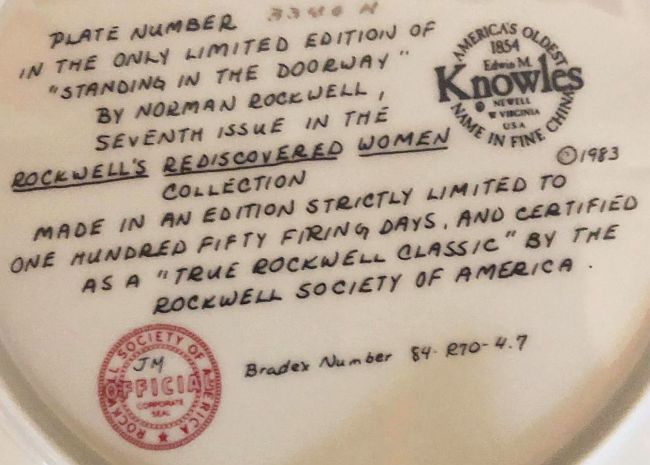 PLATE NUMBER 3340 N
IN THE ONLY LIMITED EDITION OF
"STANDING IN THE DOORWAY"
BY NORMAN ROCKWELL,
SEVENTH ISSUE IN THE
ROCKWELL'S REDISCOVERED WOMEN
COLLECTION
MADE IN AN EDITION STRICTLY LIMITED TO
ONE HUNDRED FIFTY FIRING DAYS, AND CERTIFIED
AS A "TRUE ROCKWELL CLASSIC" BY THE
ROCKWELL SOCIETY OF AMERICA.
AMERICA'S OLDEST
1854
Edwin M.
Knowles
NEWELL
W VIRGINIA
USA
NAME IN FINE CHINA
©1983
ROCKWELL SOCIETY OF AMERICA
JM
OFFICIAL
CORPORATE
SEAL
Bradex Number 84-R70-4.7